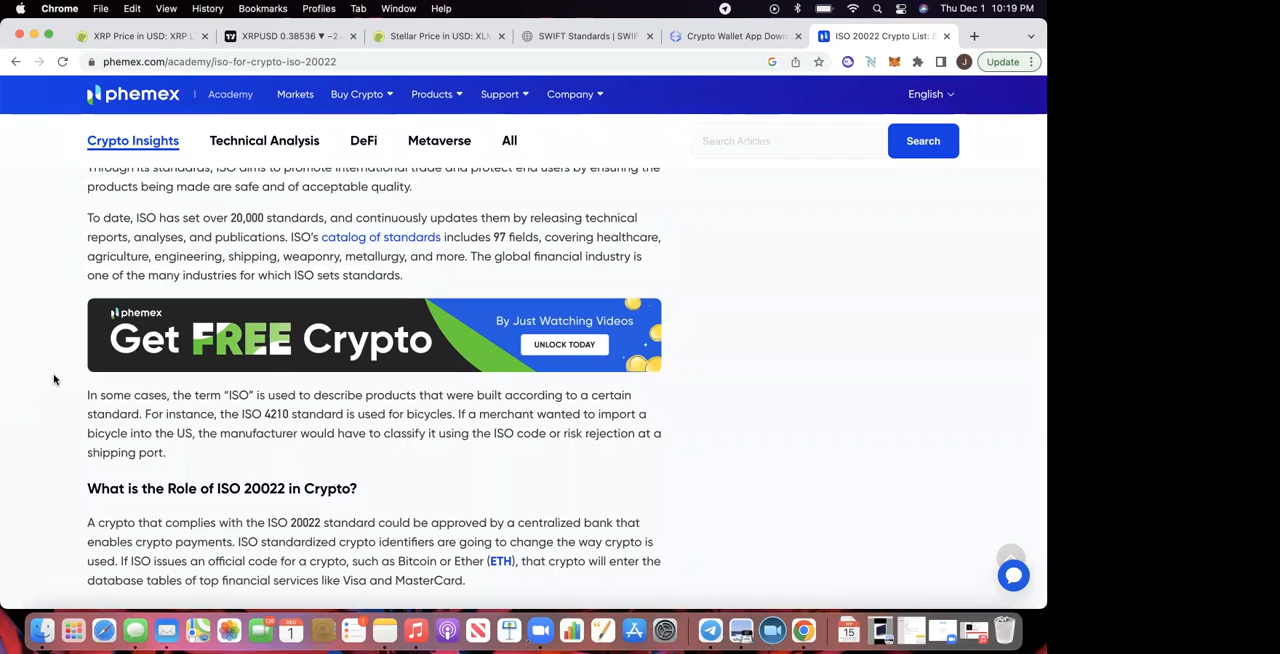 Chrome File Edit View History Bookmarks Profiles Tab Window Help Thu Dec 1 10:19 PM
XRP Price in USD: XRP L XRPUSD 0.38536 ▼ −2. Stellar Price in USD: XLM SWIFT Standards | SWIF Crypto Wallet App Down ISO 20022 Crypto List: 8
phemex.com/academy/iso-for-crypto-iso-20022 J Update
phemex | Academy Markets Buy Crypto Products Support Company English
Crypto Insights Technical Analysis DeFi Metaverse All Search Articles Search
Through its standards, ISO aims to promote international trade and protect end users by ensuring the
products being made are safe and of acceptable quality.
To date, ISO has set over 20,000 standards, and continuously updates them by releasing technical
reports, analyses, and publications. ISO's catalog of standards includes 97 fields, covering healthcare,
agriculture, engineering, shipping, weaponry, metallurgy, and more. The global financial industry is
one of the many industries for which ISO sets standards.
phemex
Get FREE Crypto
By Just Watching Videos
UNLOCK TODAY
In some cases, the term “ISO” is used to describe products that were built according to a certain
standard. For instance, the ISO 4210 standard is used for bicycles. If a merchant wanted to import a
bicycle into the US, the manufacturer would have to classify it using the ISO code or risk rejection at a
shipping port.
What is the Role of ISO 20022 in Crypto?
A crypto that complies with the ISO 20022 standard could be approved by a centralized bank that
enables crypto payments. ISO standardized crypto identifiers are going to change the way crypto is
used. If ISO issues an official code for a crypto, such as Bitcoin or Ether (ETH), that crypto will enter the
database tables of top financial services like Visa and MasterCard.